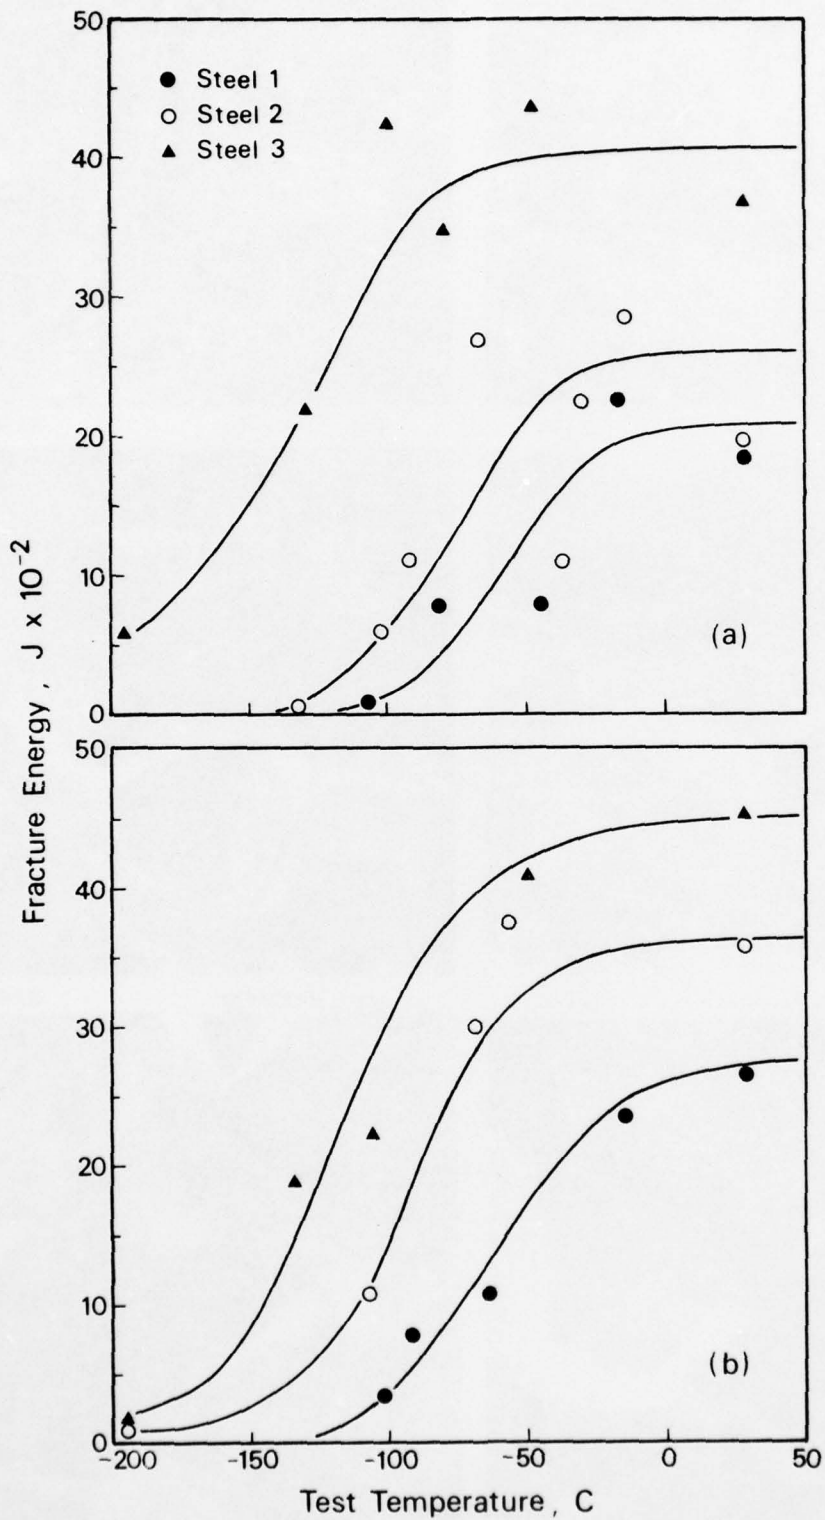 50
Steel 1
Steel 2
Steel 3
40
30
20
10
0
(a)
Fracture Energy, J x 10⁻²
50
40
30
20
10
0
(b)
-200 -150 -100 -50 0 50
Test Temperature, C